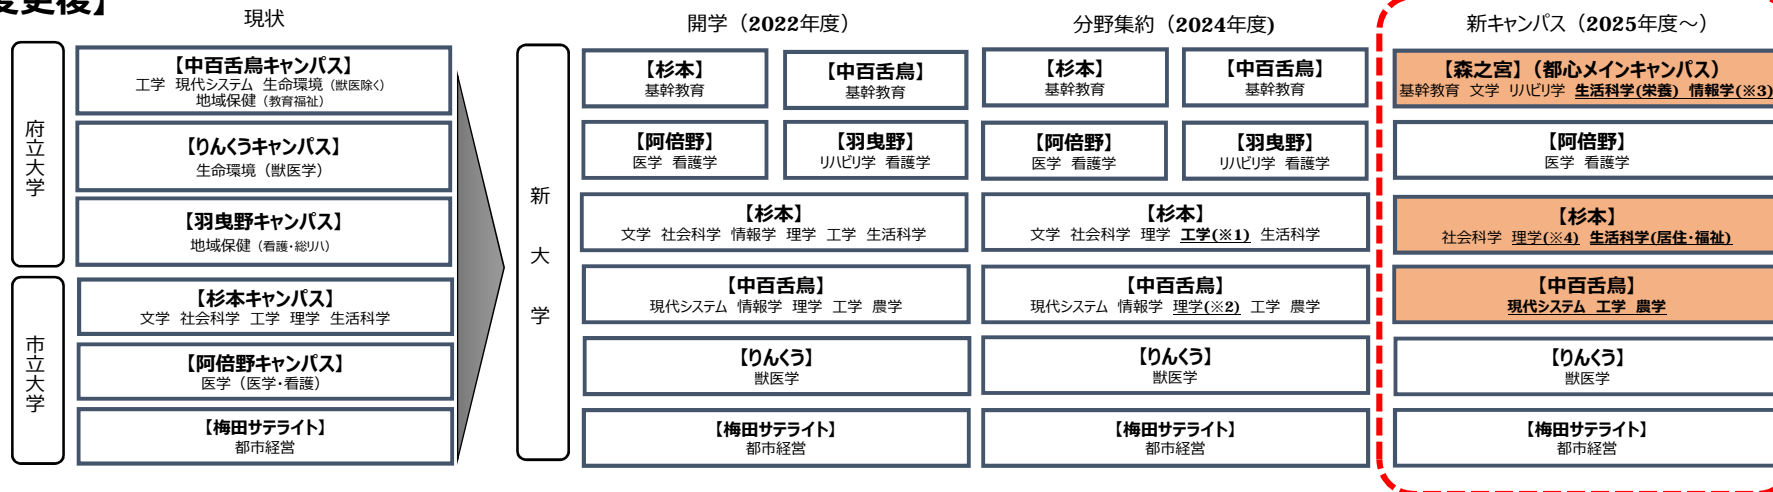 変更後】
現状
府立大学
【中百舌鳥キャンパス】
工学 現代システム 生命環境（獣医除く）
地域保健（教育福祉）
【りんくうキャンパス】
生命環境（獣医学）
【羽曳野キャンパス】
地域保健（看護・総リハ）
市立大学
【杉本キャンパス】
文学 社会科学 工学 理学 生活科学
【阿倍野キャンパス】
医学（医学・看護）
【梅田サテライト】
都市経営
新大学
開学（2022年度）
【杉本】
基幹教育
【中百舌鳥】
基幹教育
【阿倍野】
医学 看護学
【羽曳野】
リハビリ学 看護学
【杉本】
文学 社会科学 情報学 理学 工学 生活科学
【中百舌鳥】
現代システム 情報学 理学 工学 農学
【りんくう】
獣医学
【梅田サテライト】
都市経営
分野集約（2024年度)
【杉本】
基幹教育
【中百舌鳥】
基幹教育
【阿倍野】
医学 看護学
【羽曳野】
リハビリ学 看護学
【杉本】
文学 社会科学 理学 工学(※1) 生活科学
【中百舌鳥】
現代システム 情報学 理学(※2) 工学 農学
【りんくう】
獣医学
【梅田サテライト】
都市経営
新キャンパス（2025年度～）
【森之宮】（都心メインキャンパス）
基幹教育 文学 リハビリ学 生活科学(栄養) 情報学(※3)
【阿倍野】
医学 看護学
【杉本】
社会科学 理学(※4) 生活科学(居住・福祉)
【中百舌鳥】
現代システム 工学 農学
【りんくう】
獣医学
【梅田サテライト】
都市経営